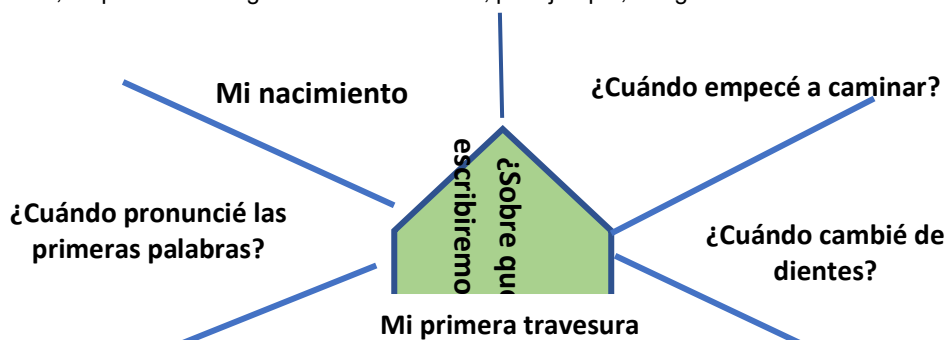 Mi nacimiento
¿Cuándo empecé a caminar?
¿Sobre que
escribiremo
¿Cuándo pronuncié las
primeras palabras?
¿Cuándo cambié de
dientes?
Mi primera travesura